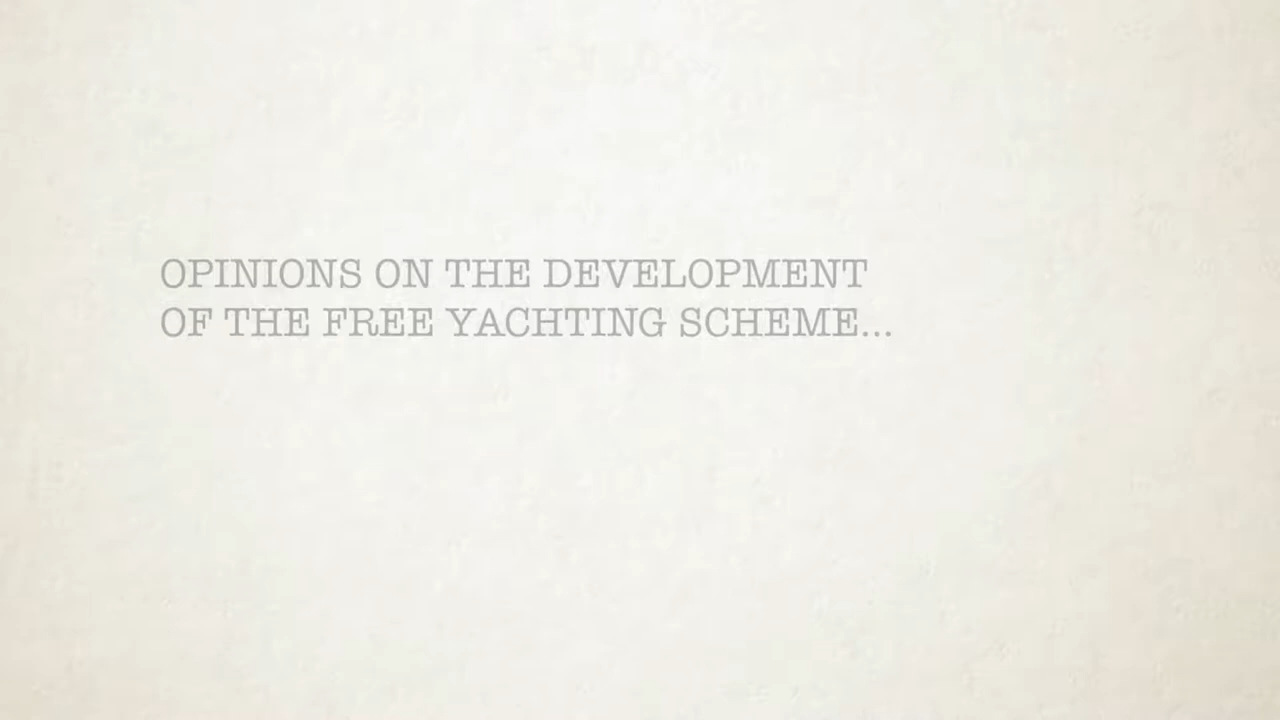 OPINIONS ON THE DEVELOPMENT
OF THE FREE YACHTING SCHEME...